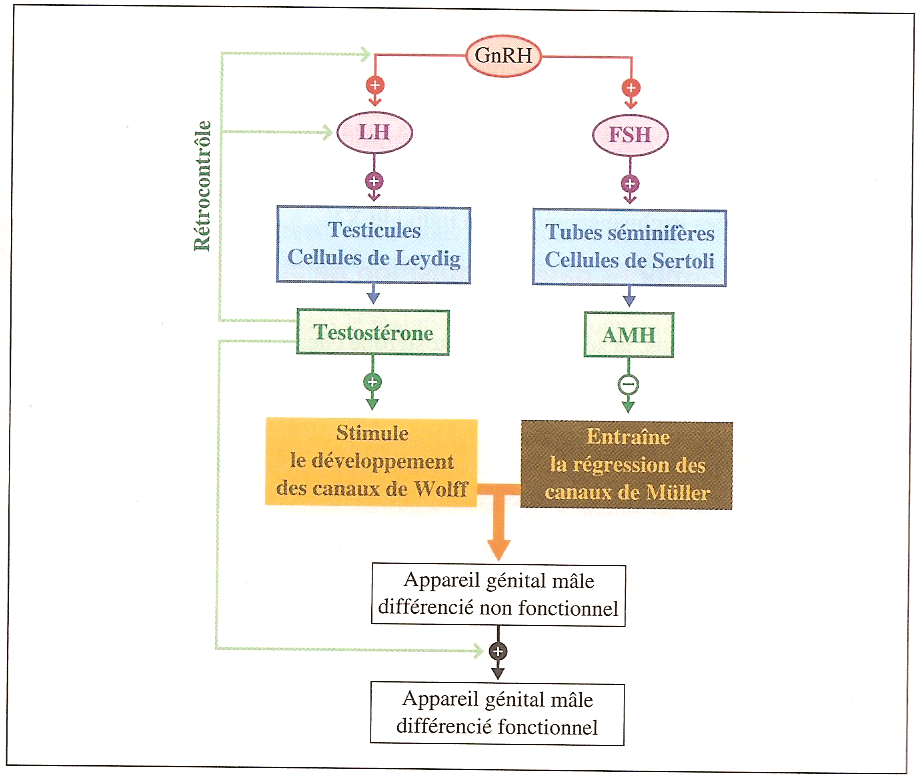 GnRH
+
+
LH
FSH
Rétrocontrôle
+
+
Testicules
Cellules de Leydig
Tubes séminifères
Cellules de Sertoli
Testostérone
AMH
+
−
Stimule
le développement
des canaux de Wolff
Entraîne
la régression des
canaux de Müller
Appareil génital mâle
différencié non fonctionnel
+
Appareil génital mâle
différencié fonctionnel